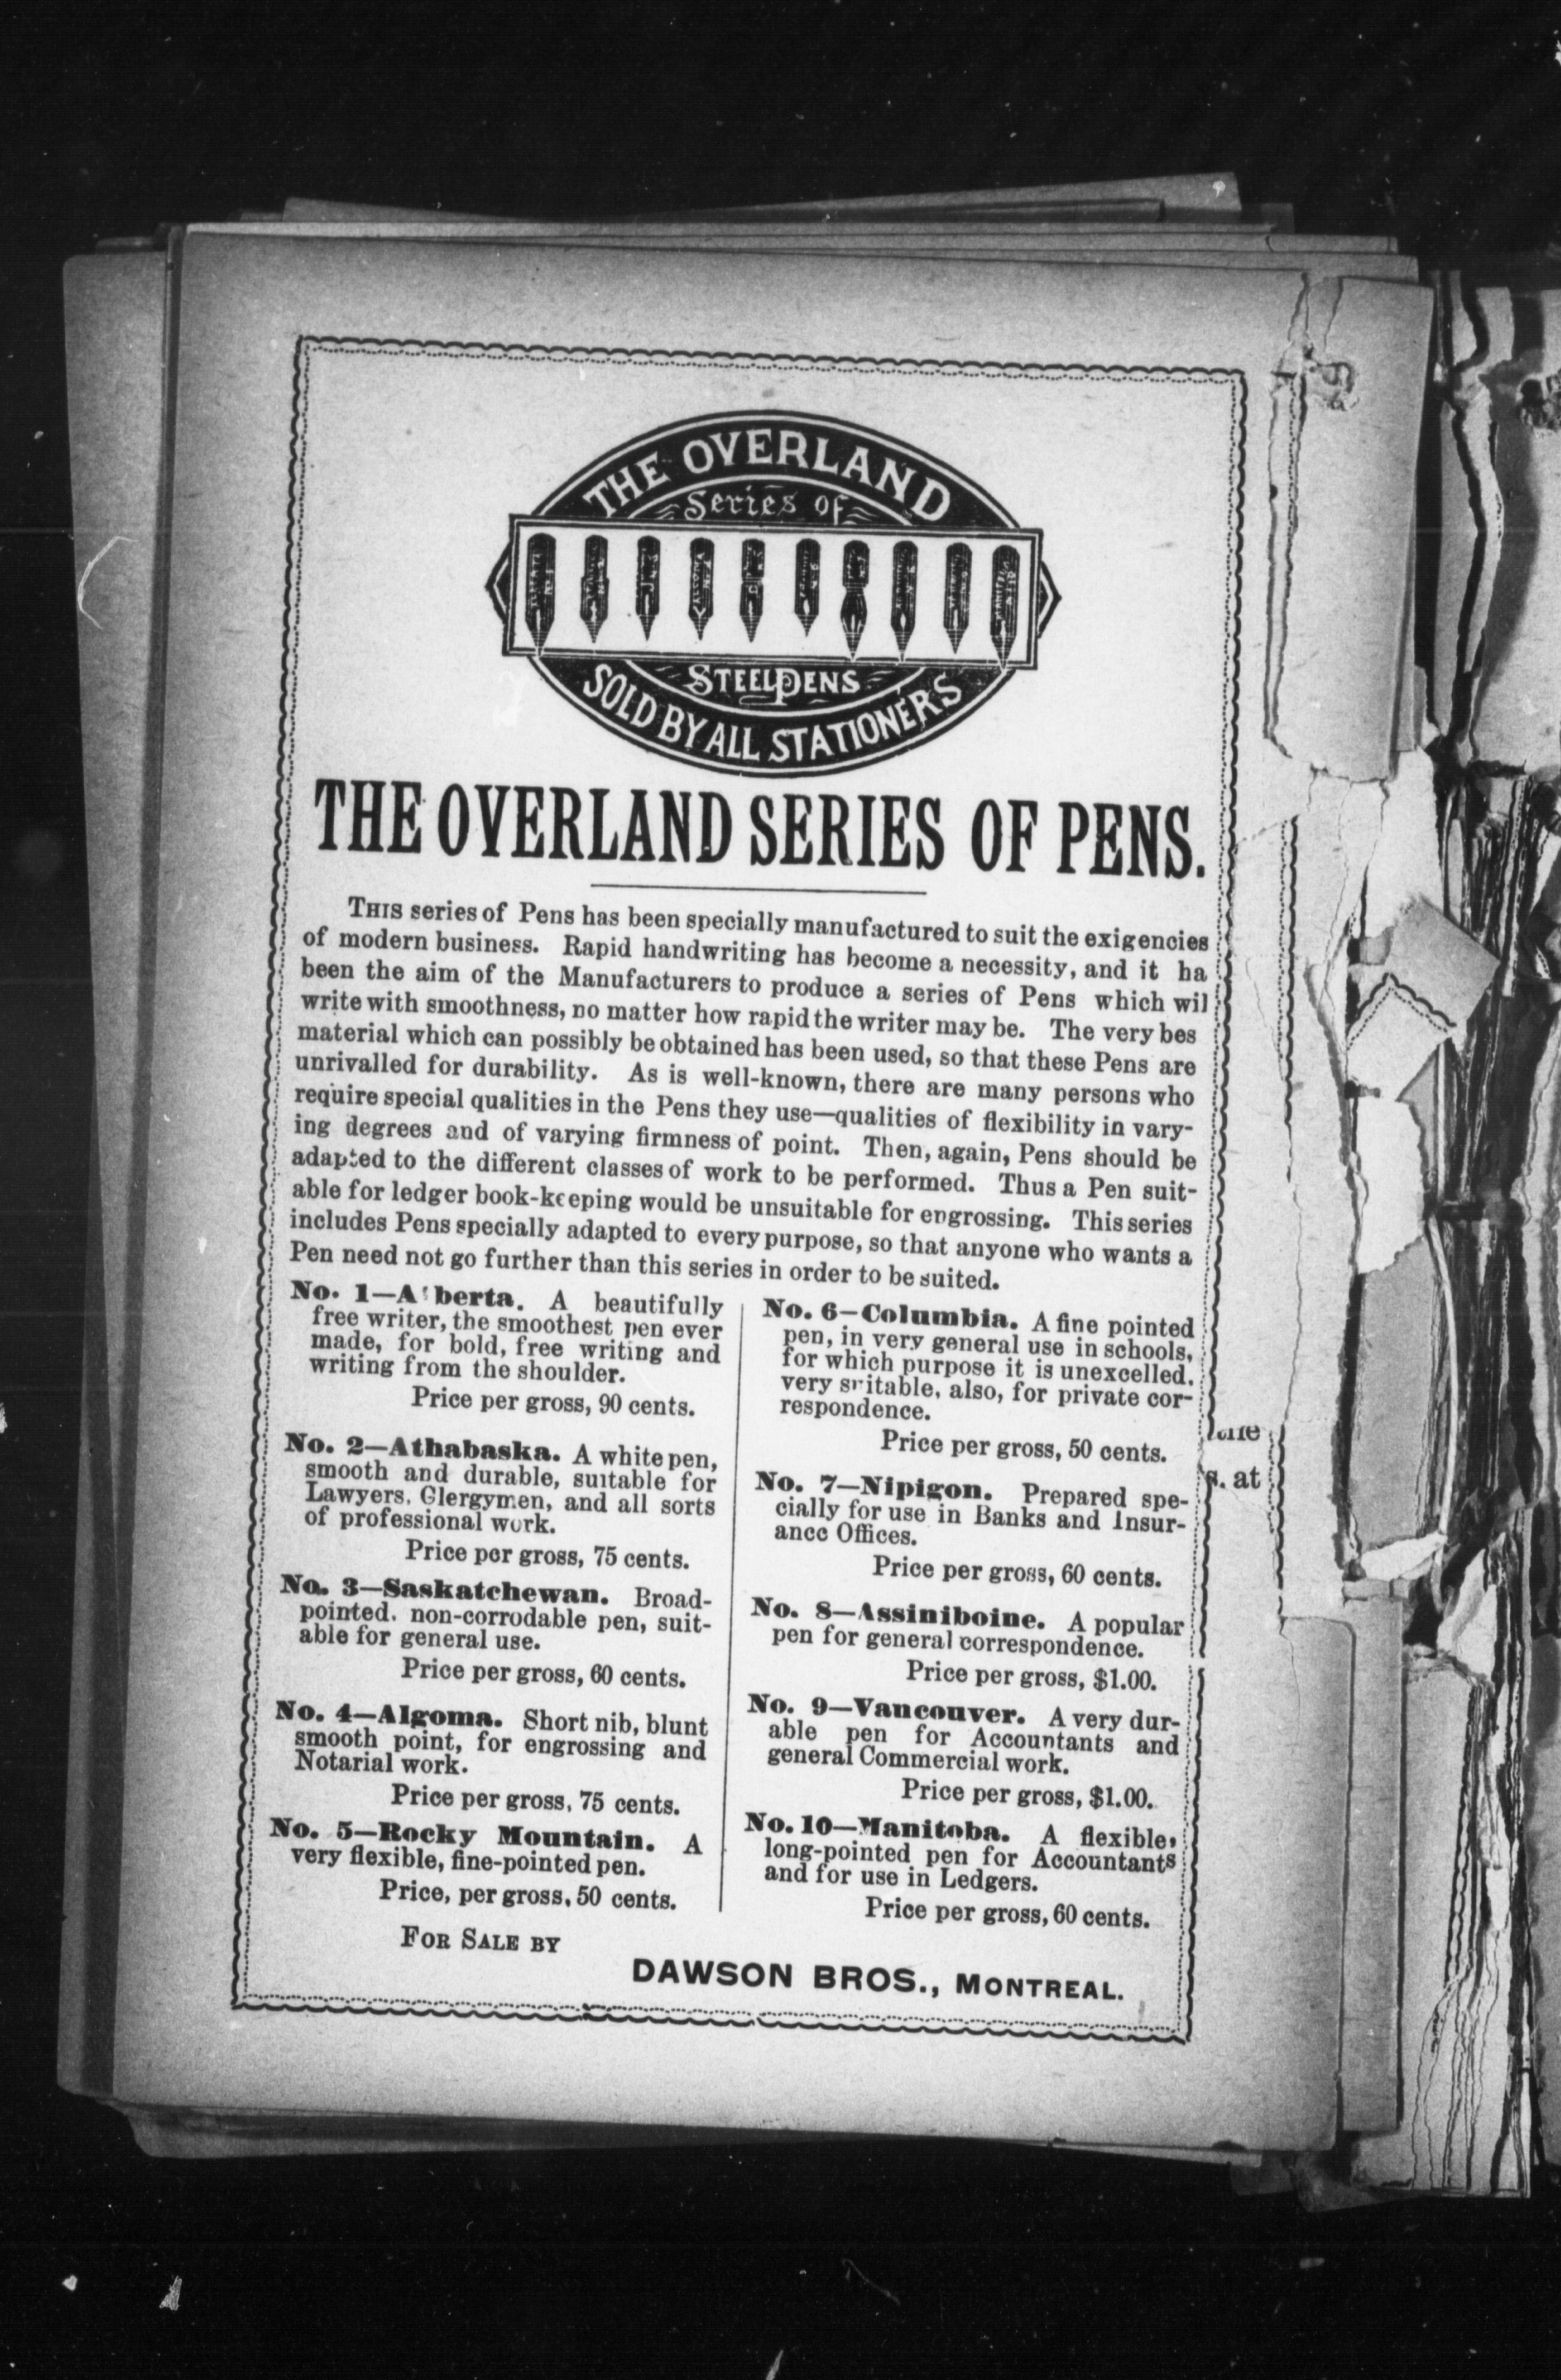 THE OVERLAND
Series of
STEEL PENS
SOLD BY ALL STATIONERS
THE OVERLAND SERIES OF PENS.
THIS series of Pens has been specially manufactured to suit the exigencies
of modern business. Rapid handwriting has become a necessity, and it ha
been the aim of the Manufacturers to produce a series of Pens which wil
write with smoothness, no matter how rapid the writer may be. The very bes
material which can possibly be obtained has been used, so that these Pens are
unrivalled for durability. As is well-known, there are many persons who
require special qualities in the Pens they use—qualities of flexibility in vary-
ing degrees and of varying firmness of point. Then, again, Pens should be
adapted to the different classes of work to be performed. Thus a Pen suit-
able for ledger book-keeping would be unsuitable for engrossing. This series
includes Pens specially adapted to every purpose, so that anyone who wants a
Pen need not go further than this series in order to be suited.
No. 1—Alberta. A beautifully
free writer, the smoothest pen ever
made, for bold, free writing and
writing from the shoulder.
Price per gross, 90 cents.
No. 2—Athabaska. A white pen,
smooth and durable, suitable for
Lawyers, Clergymen, and all sorts
of professional work.
Price per gross, 75 cents.
No. 3—Saskatchewan. Broad-
pointed, non-corrodable pen, suit-
able for general use.
Price per gross, 60 cents.
No. 4—Algoma. Short nib, blunt
smooth point, for engrossing and
Notarial work.
Price per gross, 75 cents.
No. 5—Rocky Mountain. A
very flexible, fine-pointed pen.
Price, per gross, 50 cents.
No. 6—Columbia. A fine pointed
pen, in very general use in schools,
for which purpose it is unexcelled,
very suitable, also, for private cor-
respondence.
Price per gross, 50 cents.
No. 7—Nipigon. Prepared spe-
cially for use in Banks and Insur-
ance Offices.
Price per gross, 60 cents.
No. 8—Assiniboine. A popular
pen for general correspondence.
Price per gross, $1.00.
No. 9—Vancouver. A very dur-
able pen for Accountants and
general Commercial work.
Price per gross, $1.00.
No. 10—Manitoba. A flexible,
long-pointed pen for Accountants
and for use in Ledgers.
Price per gross, 60 cents.
FOR SALE BY
DAWSON BROS., MONTREAL.
s. at